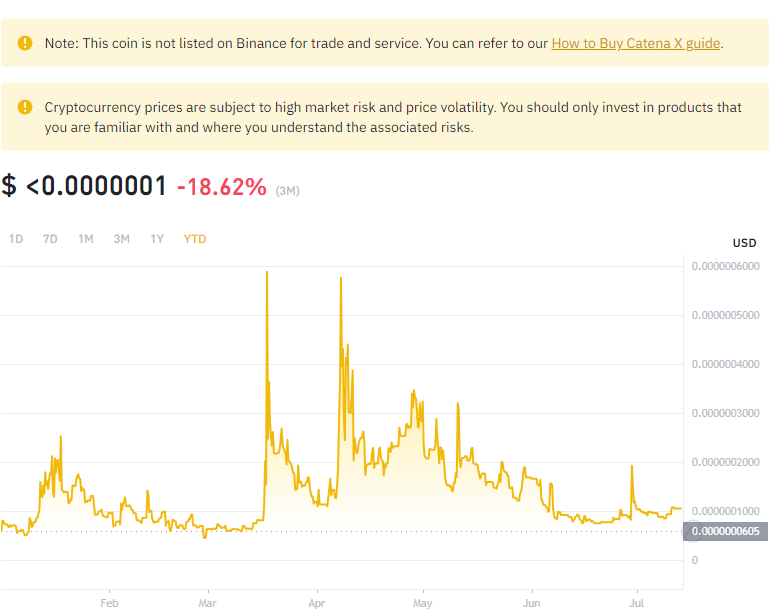 Note: This coin is not listed on Binance for trade and service. You can refer to our How to Buy Catena X guide.
Cryptocurrency prices are subject to high market risk and price volatility. You should only invest in products that
you are familiar with and where you understand the associated risks.
$ <0.0000001 -18.62% (3M)
1D 7D 1M 3M 1Y YTD
USD
0.0000006000
0.0000005000
0.0000004000
0.0000003000
0.0000002000
0.0000001000
0.0000000605
0
Feb Mar Apr May Jun Jul